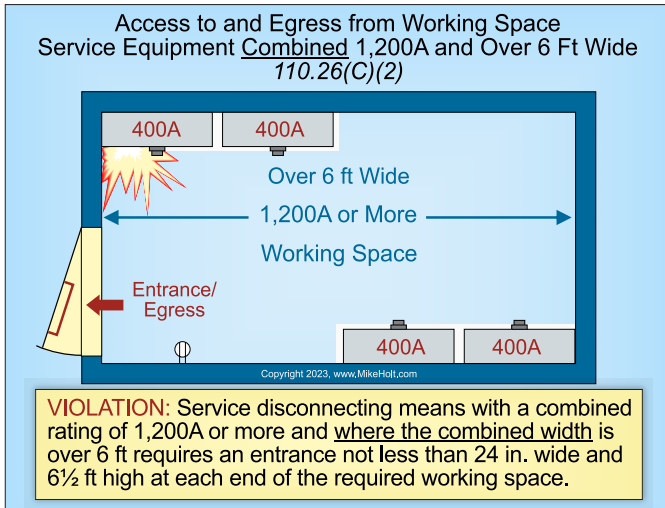 Access to and Egress from Working Space
Service Equipment Combined 1,200A and Over 6 Ft Wide
110.26(C)(2)
400A
400A
Over 6 ft Wide
1,200A or More
Working Space
Entrance/
Egress
400A
400A
Copyright 2023, www,MikeHolt.com
VIOLATION: Service disconnecting means with a combined
rating of 1,200A or more and where the combined width is
over 6 ft requires an entrance not less than 24 in. wide and
6½ ft high at each end of the required working space.